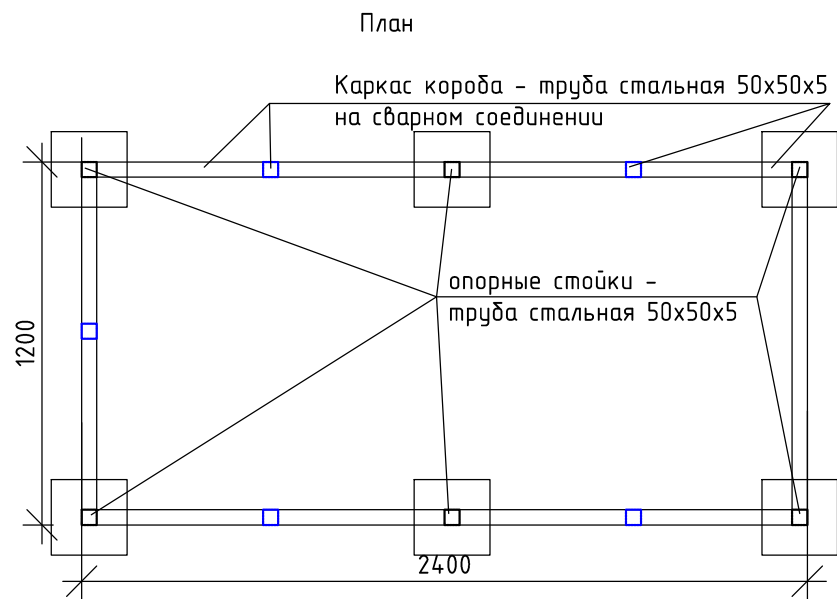 План
Каркас короба - труба стальная 50х50х5
на сварном соединении
опорные стойки -
труба стальная 50х50х5
1200
2400